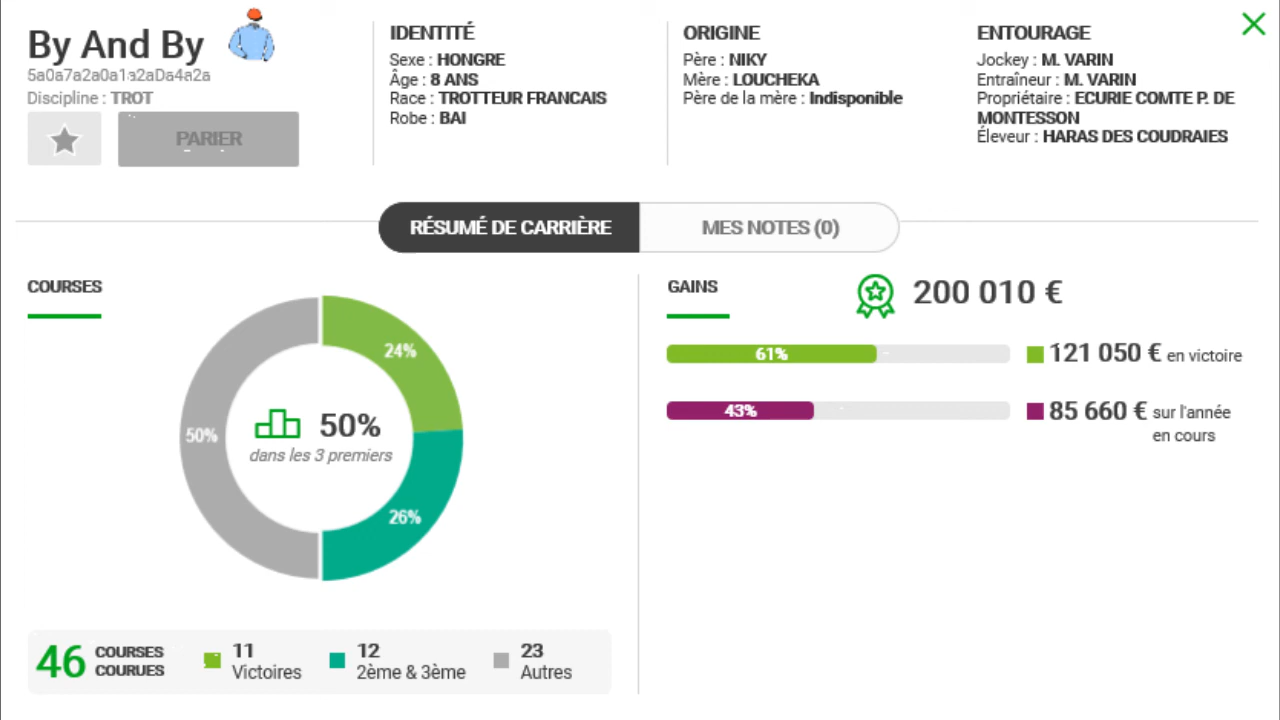 By And By
5a0a7a2a0a1s2aDa4a2a
Discipline : TROT
PARIER
IDENTITÉ
Sexe : HONGRE
Âge : 8 ANS
Race : TROTTEUR FRANCAIS
Robe : BAI
ORIGINE
Père : NIKY
Mère : LOUCHEKA
Père de la mère : Indisponible
ENTOURAGE
Jockey : M. VARIN
Entraîneur : M. VARIN
Propriétaire : ECURIE COMTE P. DE
MONTESSON
Éleveur : HARAS DES COUDRAIES
RÉSUMÉ DE CARRIÈRE
MES NOTES (0)
COURSES
24%
50%
50%
dans les 3 premiers
26%
46 COURSES
COURUES
11
Victoires
12
2ème & 3ème
23
Autres
GAINS
200 010 €
61%
121 050 € en victoire
43%
85 660 € sur l'année
en cours